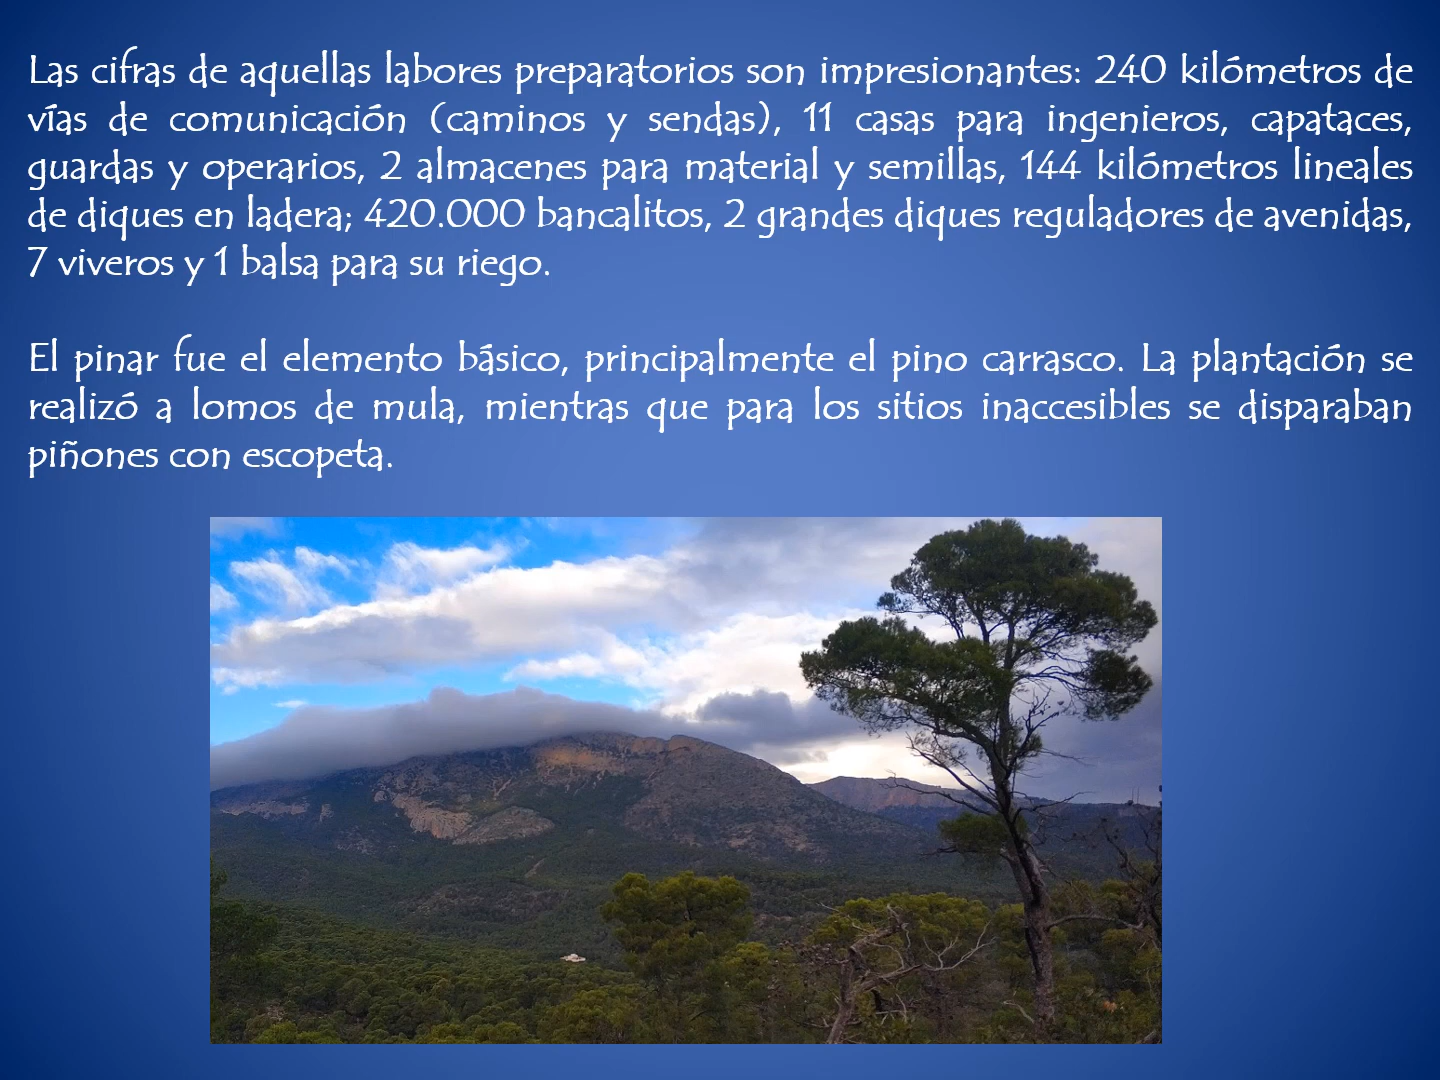 Las cifras de aquellas labores preparatorios son impresionantes: 240 kilómetros de
vías de comunicación (caminos y sendas), 11 casas para ingenieros, capataces,
guardas y operarios, 2 almacenes para material y semillas, 144 kilómetros lineales
de diques en ladera; 420.000 bancalitos, 2 grandes diques reguladores de avenidas,
7 viveros y 1 balsa para su riego.
El pinar fue el elemento básico, principalmente el pino carrasco. La plantación se
realizó a lomos de mula, mientras que para los sitios inaccesibles se disparaban
piñones con escopeta.